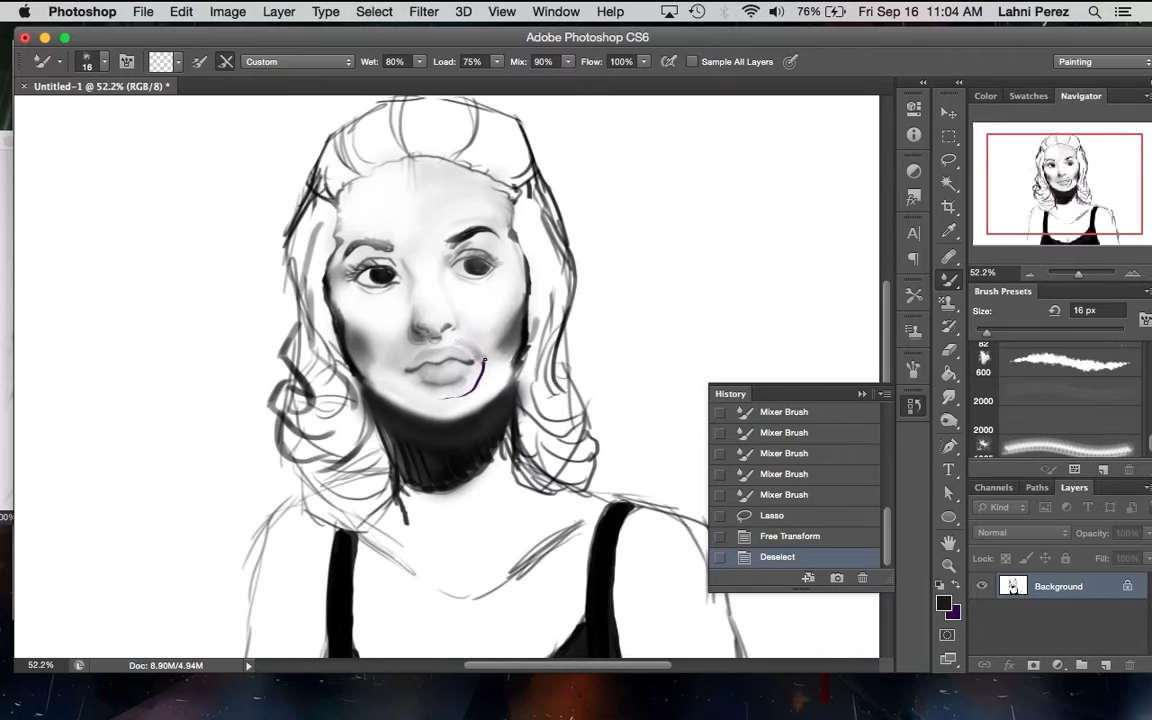 Photoshop File Edit Image Layer Type Select Filter 3D View Window Help 76% Fri Sep 16 11:04 AM Lahni Perez
Adobe Photoshop CS6
16 Custom Wet: 80% Load: 75% Mix: 90% Flow: 100% Sample All Layers Painting
× Untitled-1 @ 52.2% (RGB/8) *
Color Swatches Navigator
52.2%
Brush Presets
Size: 16 px
82
600
2000
2000
History
Mixer Brush
Mixer Brush
Mixer Brush
Mixer Brush
Mixer Brush
Lasso
Free Transform
Deselect
Channels Paths Layers
Kind
Normal Opacity: 100%
Lock: Fill: 100%
Background
52.2% Doc: 8.90M/4.94M